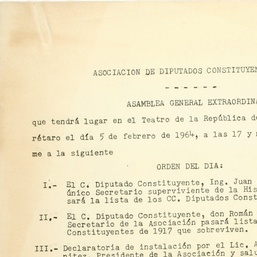 ASOCIACION DE DIPUTADOS CONSTITUYEN
- - - - - -
ASAMBLEA GENERAL EXTRAORDINA
que tendrá lugar en el Teatro de la República de
rétaro el día 5 de febrero de 1964, a las 17 y
me a la siguiente
ORDEN DEL DIA:
I.- El C. Diputado Constituyente, Ing. Juan
único Secretario superviviente de la His
sará la lista de los CC. Diputados Const
II.- El C. Diputado Constituyente, don Román
Secretario de la Asociación pasará lista
Constituyentes de 1917 que sobreviven.
III.- Declaratoria de instalación por el Lic. A
nitez, Presidente de la Asociación y salu